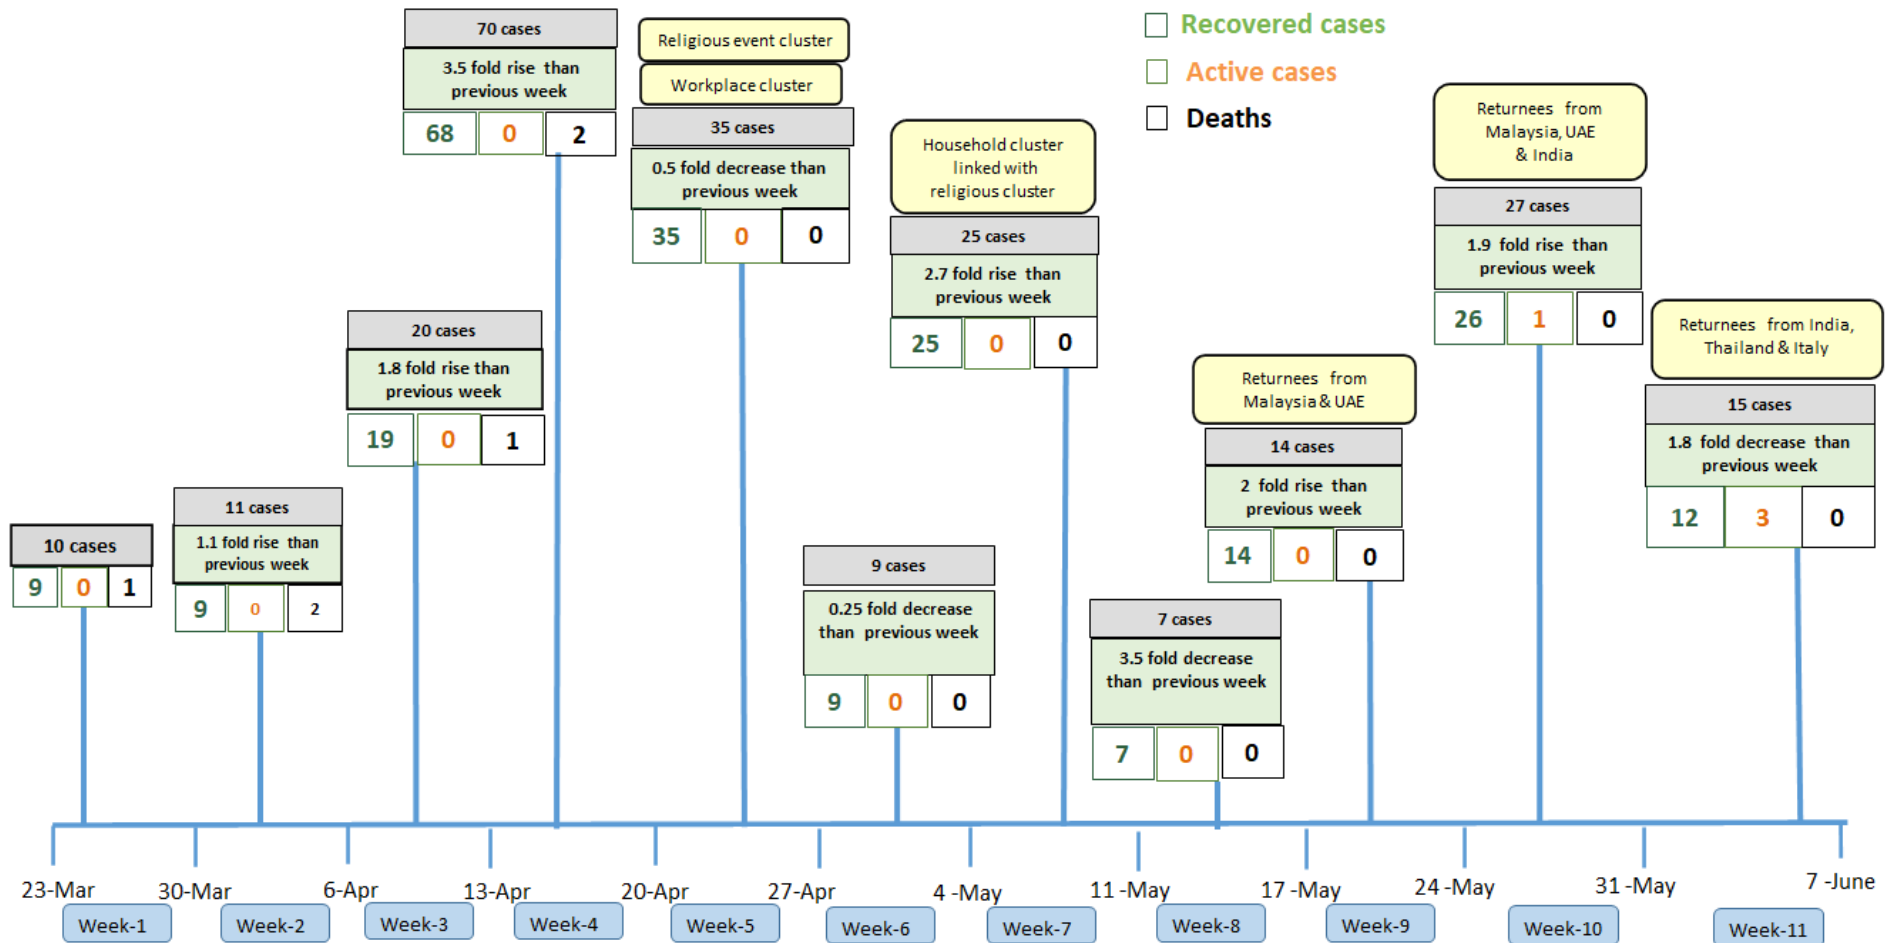 70 cases
3.5 fold rise than
previous week
68 0 2
Religious event cluster
Workplace cluster
35 cases
0.5 fold decrease than
previous week
35 0 0
Recovered cases
Active cases
Deaths
Household cluster
linked with
religious cluster
25 cases
2.7 fold rise than
previous week
25 0 0
Returnees from
Malaysia, UAE
& India
27 cases
1.9 fold rise than
previous week
26 1 0
20 cases
1.8 fold rise than
previous week
19 0 1
Returnees from
Malaysia & UAE
14 cases
2 fold rise than
previous week
14 0 0
Returnees from India,
Thailand & Italy
15 cases
1.8 fold decrease than
previous week
12 3 0
10 cases
9 0 1
11 cases
1.1 fold rise than
previous week
9 0 2
9 cases
0.25 fold decrease
than previous week
9 0 0
7 cases
3.5 fold decrease
than previous week
7 0 0
23-Mar 30-Mar 6-Apr 13-Apr 20-Apr 27-Apr 4 -May 11 -May 17 -May 24 -May 31 -May 7 -June
Week-1 Week-2 Week-3 Week-4 Week-5 Week-6 Week-7 Week-8 Week-9 Week-10 Week-11